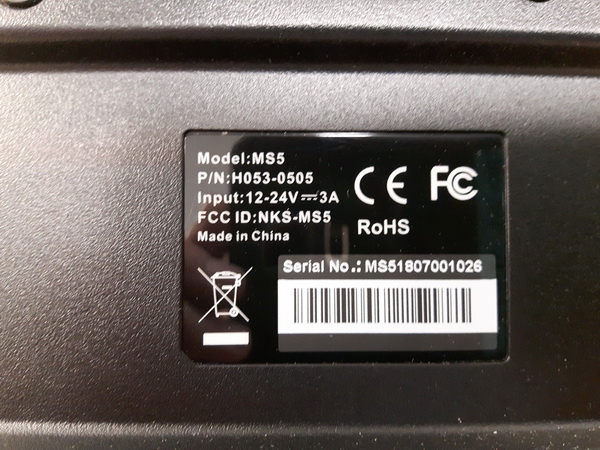 Model:MS5
P/N:H053-0505
Input:12-24V⎓3A
FCC ID:NKS-MS5
Made in China
CE FC
RoHS
Serial No.: MS51807001026